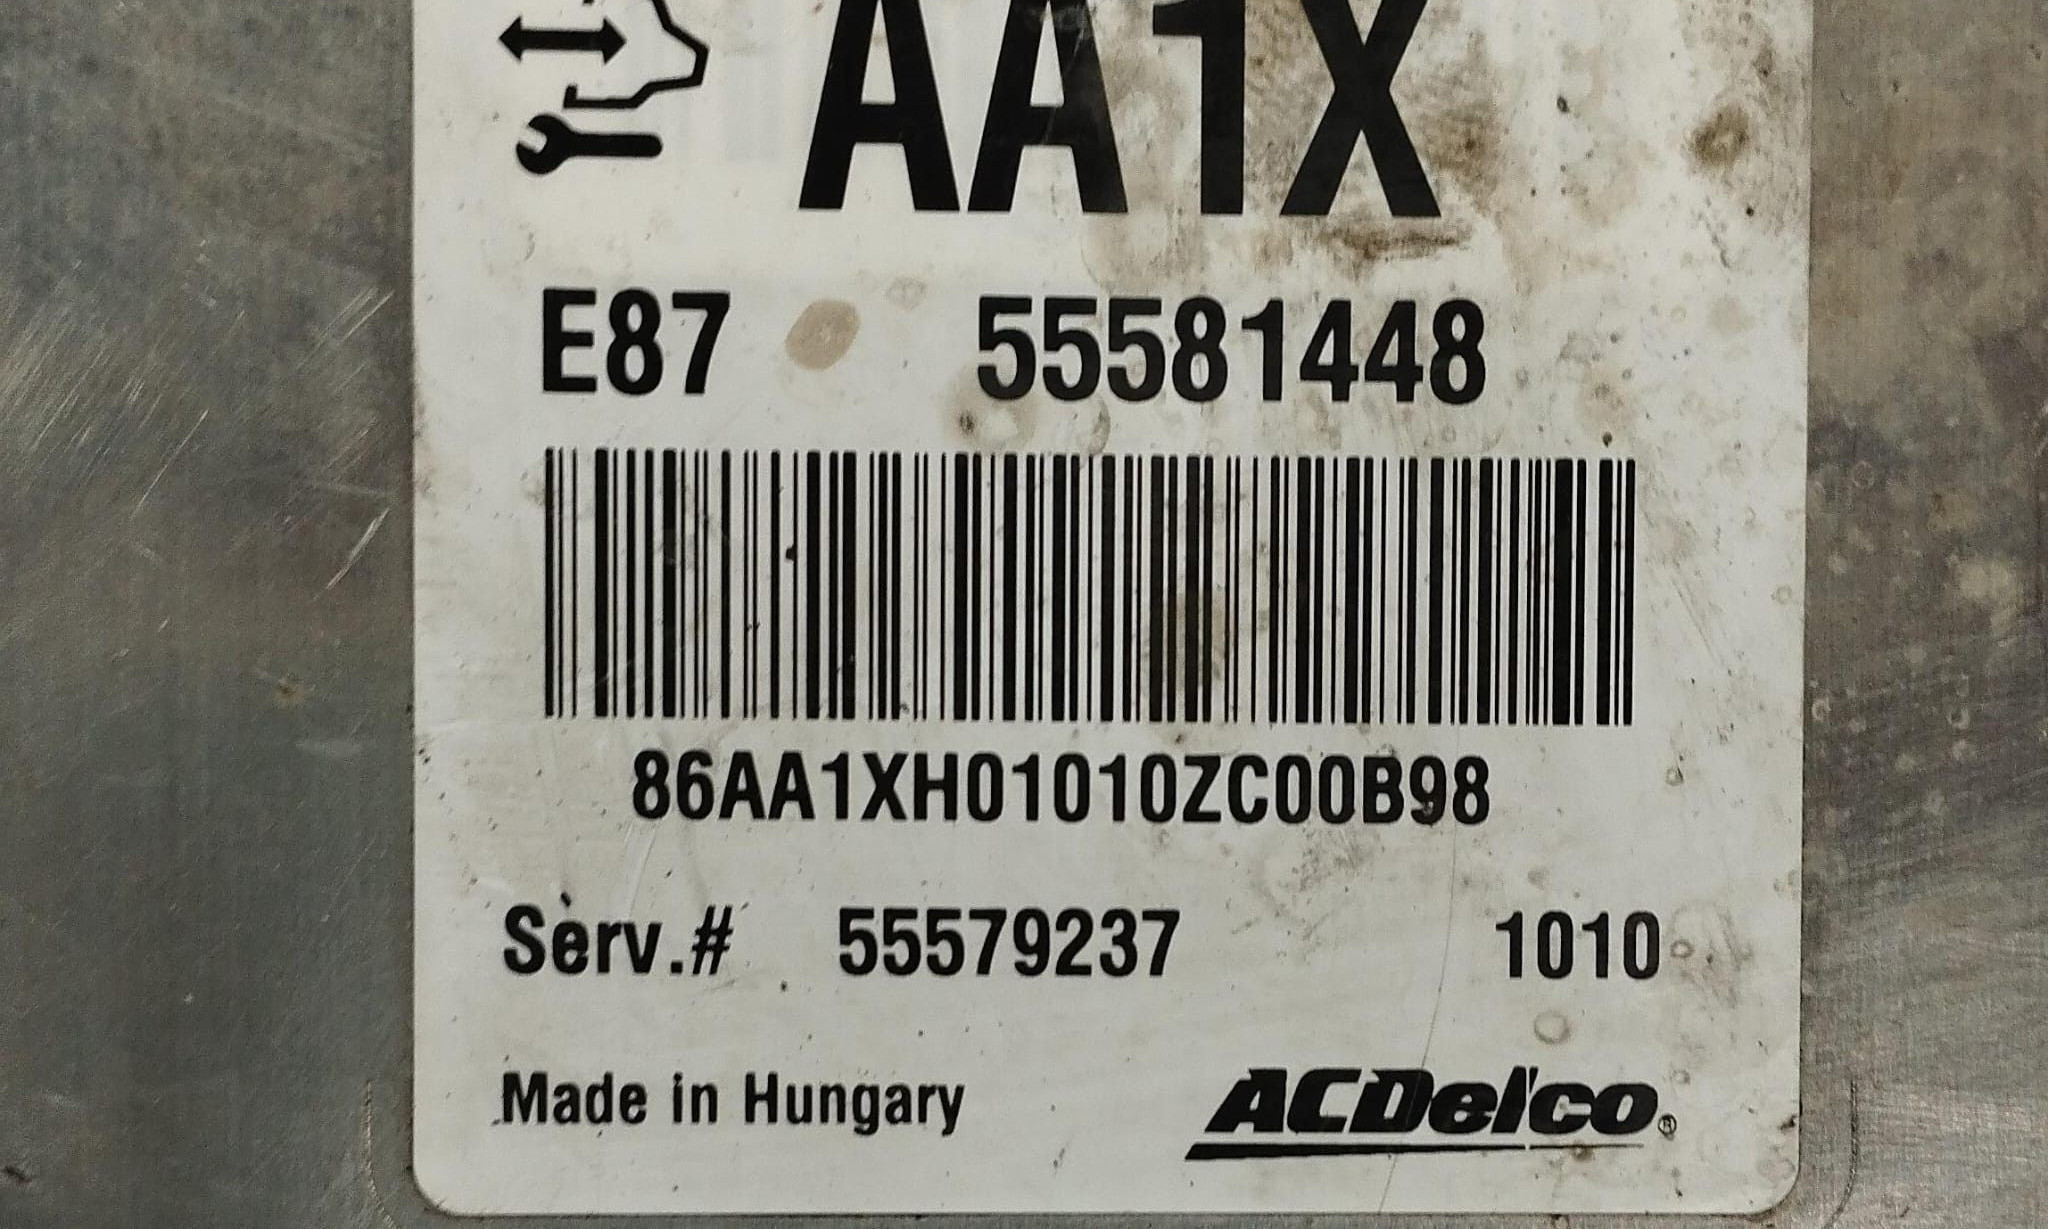 AA1X
E87 55581448
86AA1XH01010ZC00B98
Serv.# 55579237 1010
Made in Hungary ACDelco®